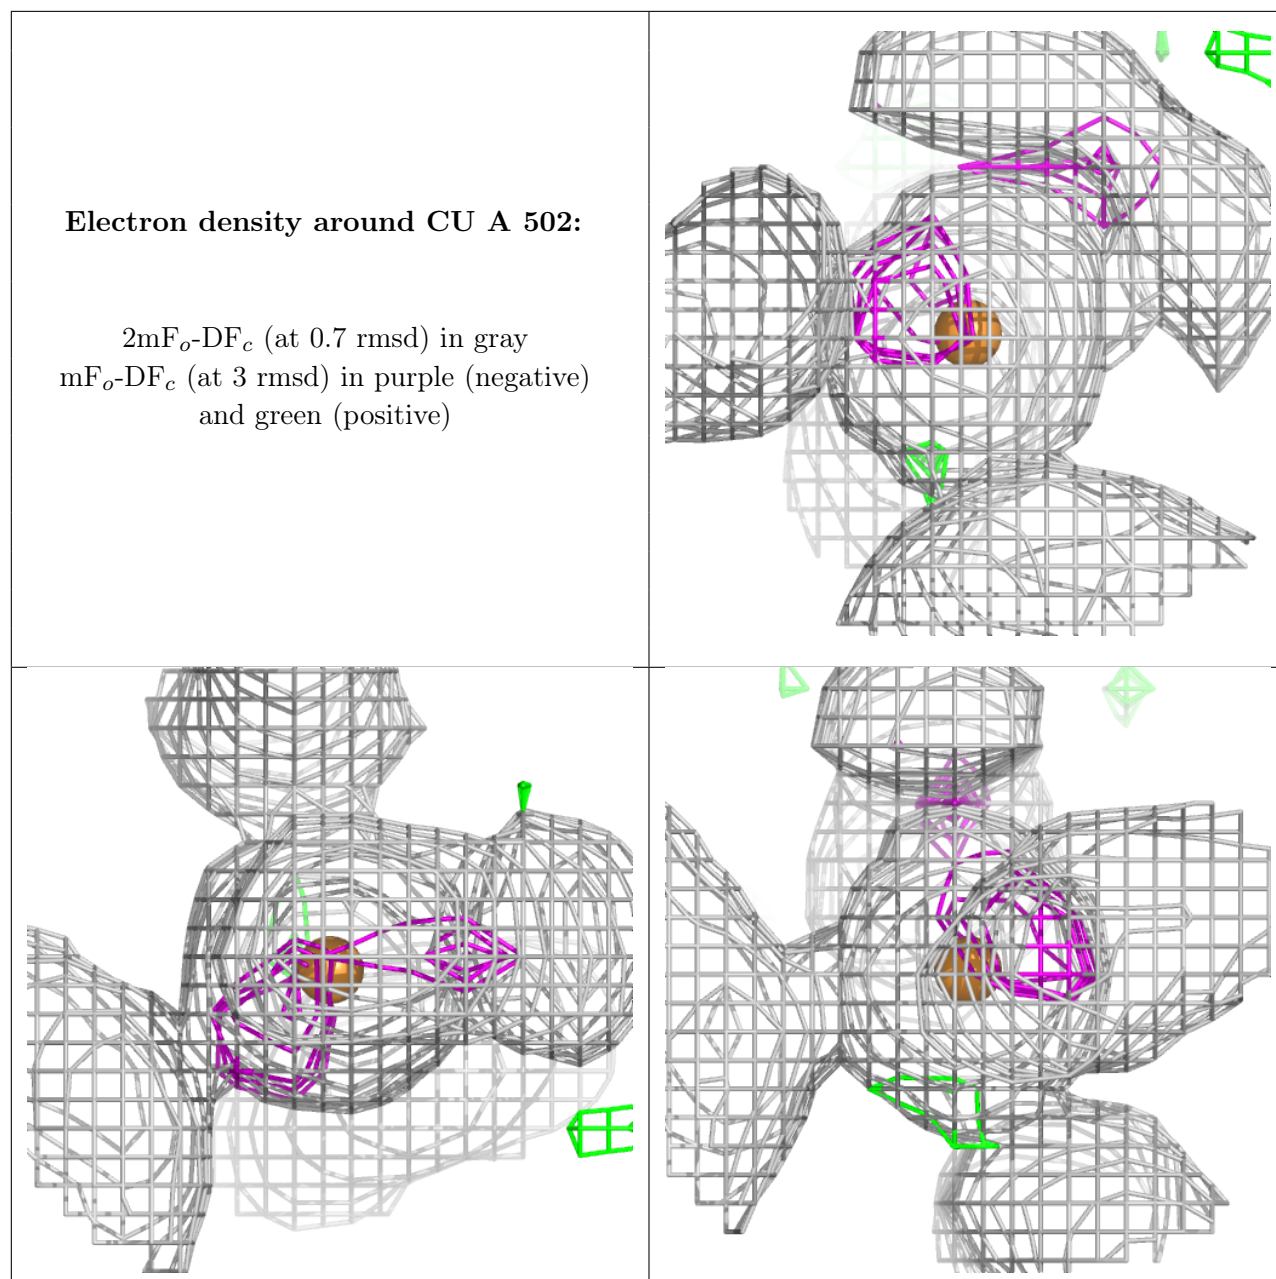 Electron density around CU A 502:
2mFo-DFc (at 0.7 rmsd) in gray
mFo-DFc (at 3 rmsd) in purple (negative)
and green (positive)